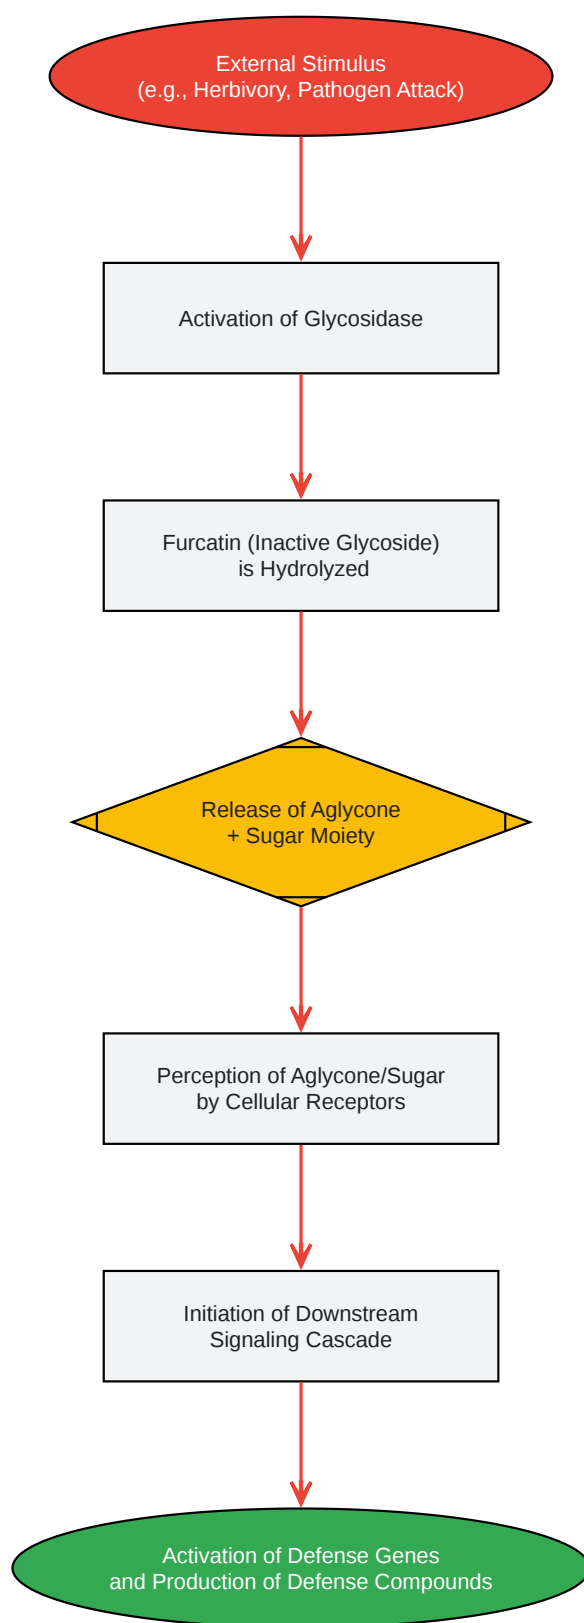 External Stimulus
(e.g., Herbivory, Pathogen Attack)
Activation of Glycosidase
Furcatin (Inactive Glycoside)
is Hydrolyzed
Release of Aglycone
+ Sugar Moiety
Perception of Aglycone/Sugar
by Cellular Receptors
Initiation of Downstream
Signaling Cascade
Activation of Defense Genes
and Production of Defense Compounds